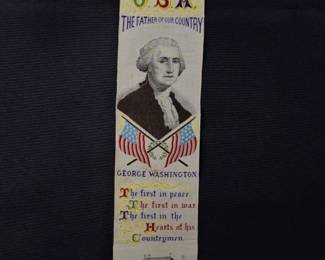 U.S.A.
THE FATHER OF OUR COUNTRY
GEORGE WASHINGTON
The first in peace.
The first in war.
The first in the
Hearts of his
Countrymen.